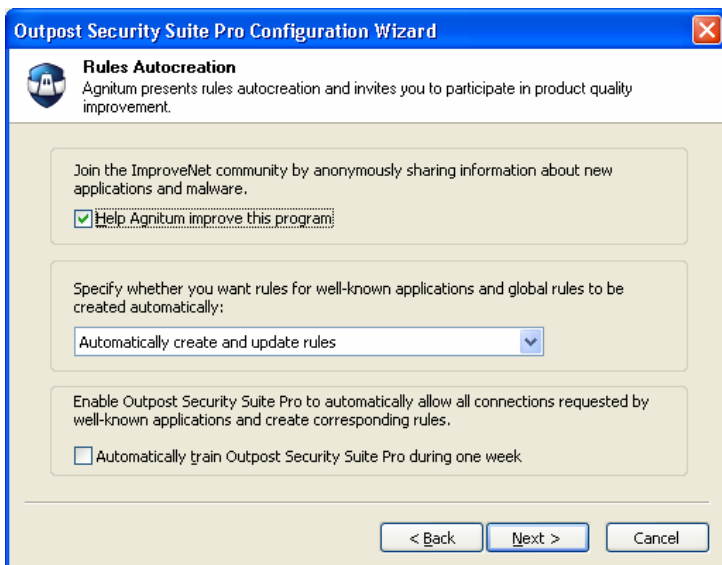 Outpost Security Suite Pro Configuration Wizard
Rules Autocreation
Agnitum presents rules autocreation and invites you to participate in product quality
improvement.
Join the ImproveNet community by anonymously sharing information about new
applications and malware.
Help Agnitum improve this program
Specify whether you want rules for well-known applications and global rules to be
created automatically:
Automatically create and update rules
Enable Outpost Security Suite Pro to automatically allow all connections requested by
well-known applications and create corresponding rules.
Automatically train Outpost Security Suite Pro during one week
< Back
Next >
Cancel